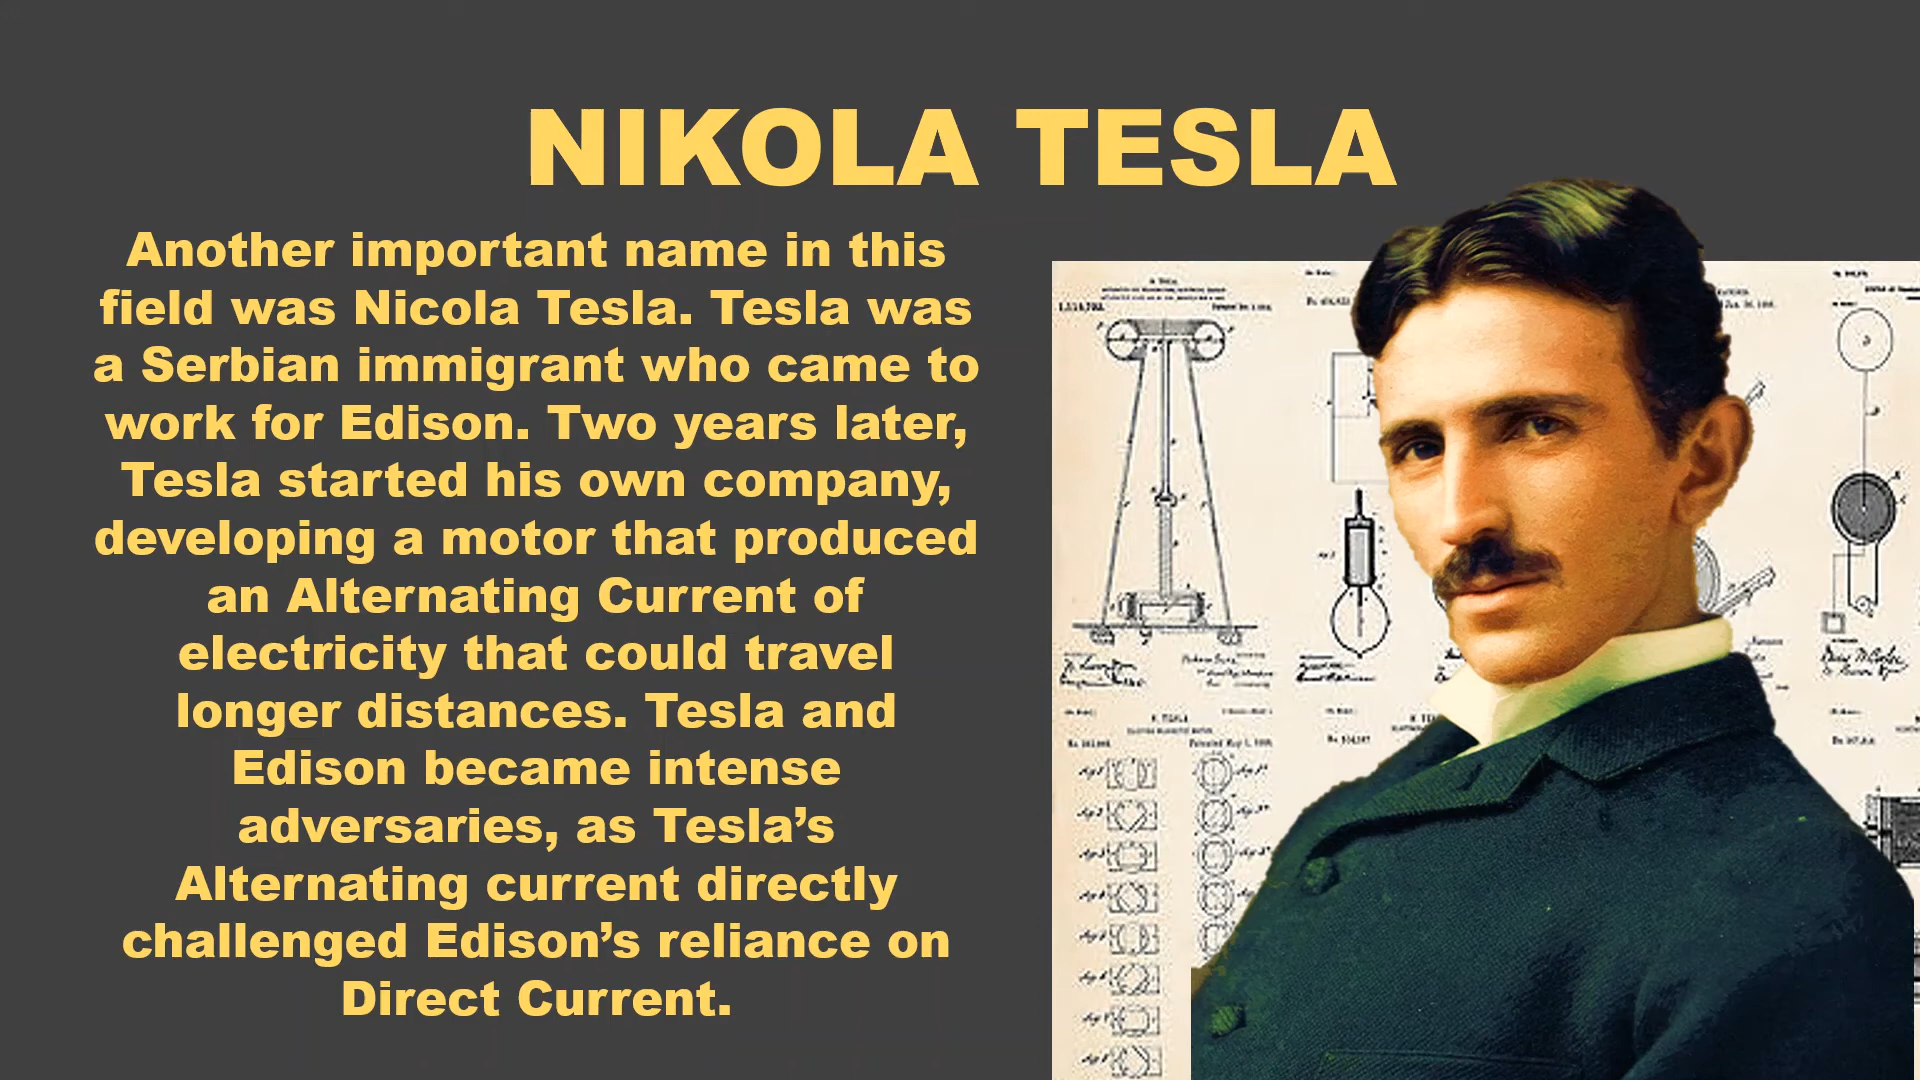 NIKOLA TESLA
Another important name in this
field was Nicola Tesla. Tesla was
a Serbian immigrant who came to
work for Edison. Two years later,
Tesla started his own company,
developing a motor that produced
an Alternating Current of
electricity that could travel
longer distances. Tesla and
Edison became intense
adversaries, as Tesla’s
Alternating current directly
challenged Edison’s reliance on
Direct Current.